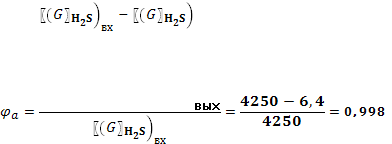 〖(G〗H₂S)вх − 〖(G〗H₂S)
φₐ = ――― вых = (4250 − 6,4)/4250 = 0,998
〖(G〗H₂S)вх